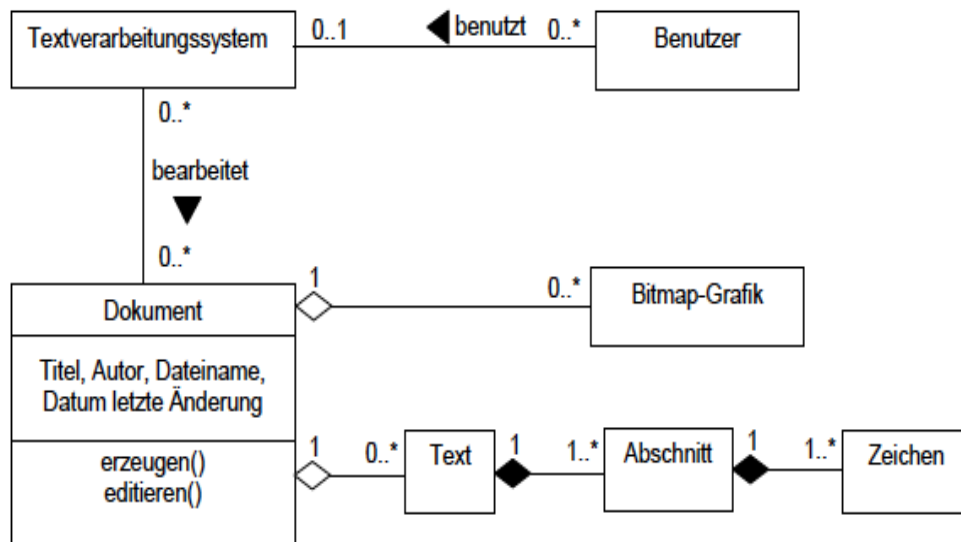 Textverarbeitungssystem
0..1
benutzt
0..*
Benutzer
0..*
bearbeitet
0..*
Dokument
1
0..*
Bitmap-Grafik
Titel, Autor, Dateiname,
Datum letzte Änderung
erzeugen()
editieren()
1
0..*
Text
1
1..*
Abschnitt
1
1..*
Zeichen